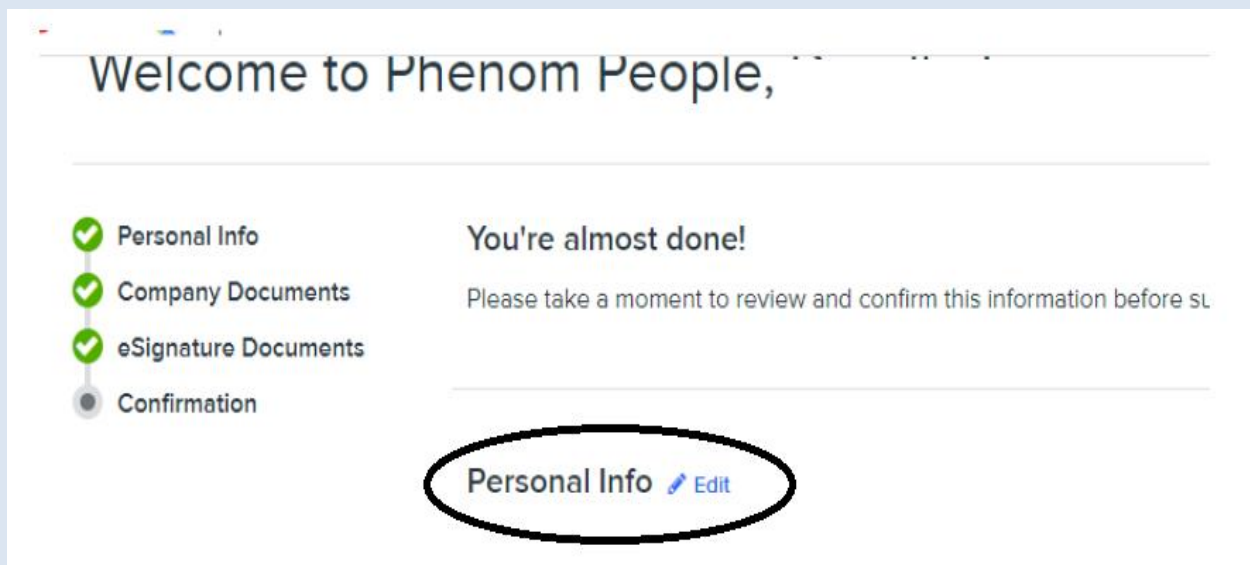 Welcome to Phenom People,
Personal Info
Company Documents
eSignature Documents
Confirmation
You're almost done!
Please take a moment to review and confirm this information before
Personal Info Edit